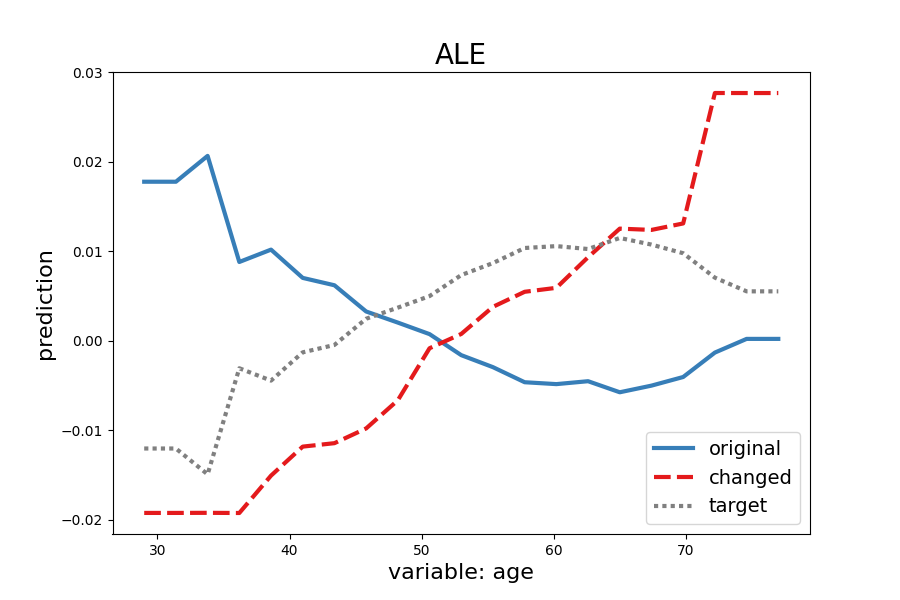 ALE
0.03
0.02
0.01
0.00
−0.01
−0.02
prediction
30 40 50 60 70
variable: age
original
changed
target